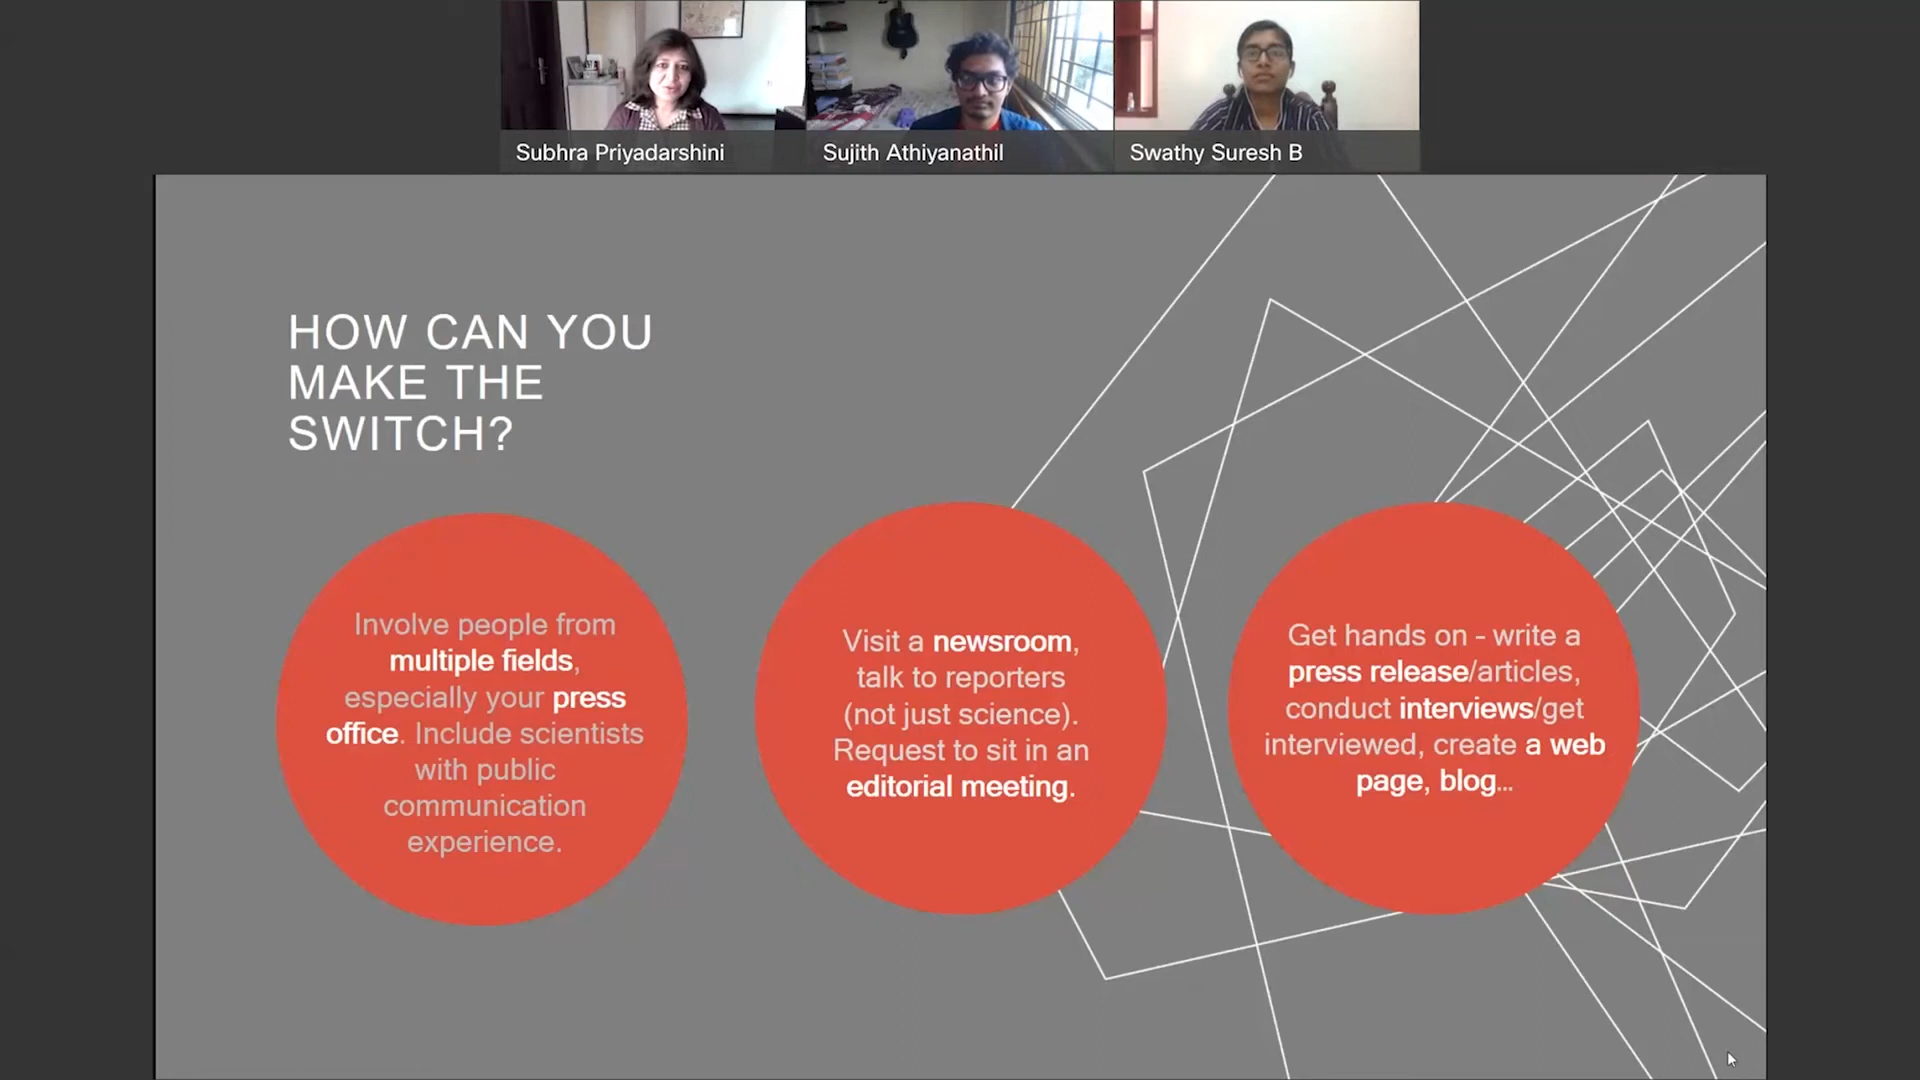 Subhra Priyadarshini
Sujith Athiyanathil
Swathy Suresh B
HOW CAN YOU
MAKE THE
SWITCH?
Involve people from
multiple fields,
especially your press
office. Include scientists
with public
communication
experience.
Visit a newsroom,
talk to reporters
(not just science).
Request to sit in an
editorial meeting.
Get hands on - write a
press release/articles,
conduct interviews/get
interviewed, create a web
page, blog...